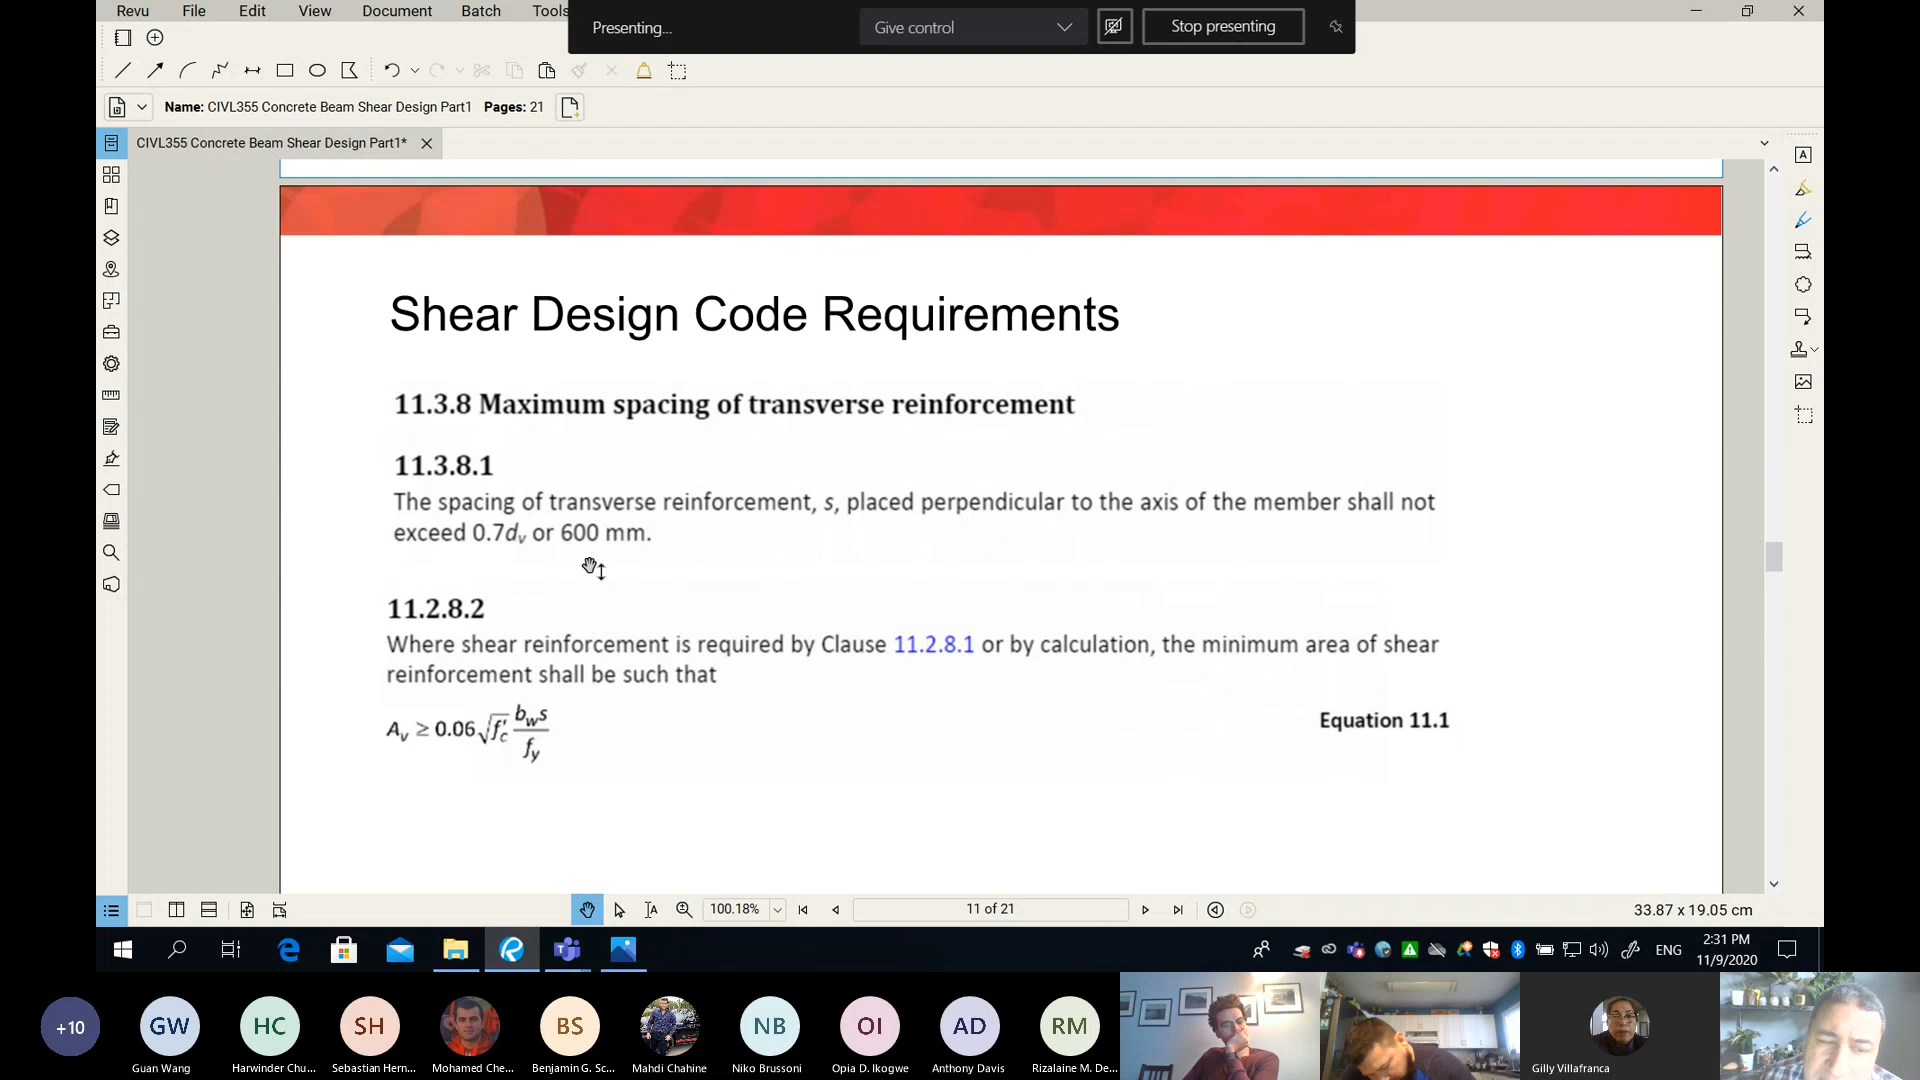 Revu File Edit View Document Batch Tools
Presenting... Give control Stop presenting
Name: CIVL355 Concrete Beam Shear Design Part1 Pages: 21
CIVL355 Concrete Beam Shear Design Part1*
Shear Design Code Requirements
11.3.8 Maximum spacing of transverse reinforcement
11.3.8.1
The spacing of transverse reinforcement, s, placed perpendicular to the axis of the member shall not
exceed 0.7dᵥ or 600 mm.
11.2.8.2
Where shear reinforcement is required by Clause 11.2.8.1 or by calculation, the minimum area of shear
reinforcement shall be such that
Aᵥ ≥ 0.06√f'c bws/fy Equation 11.1
100.18% 11 of 21 33.87 x 19.05 cm
ENG 2:31 PM
11/9/2020
+10 GW HC SH BS NB OI AD RM
Guan Wang Harwinder Chu... Sebastian Hern... Mohamed Che... Benjamin G. Sc... Mahdi Chahine Niko Brussoni Opia D. Ikogwe Anthony Davis Rizalaine M. De... Gilly Villafranca